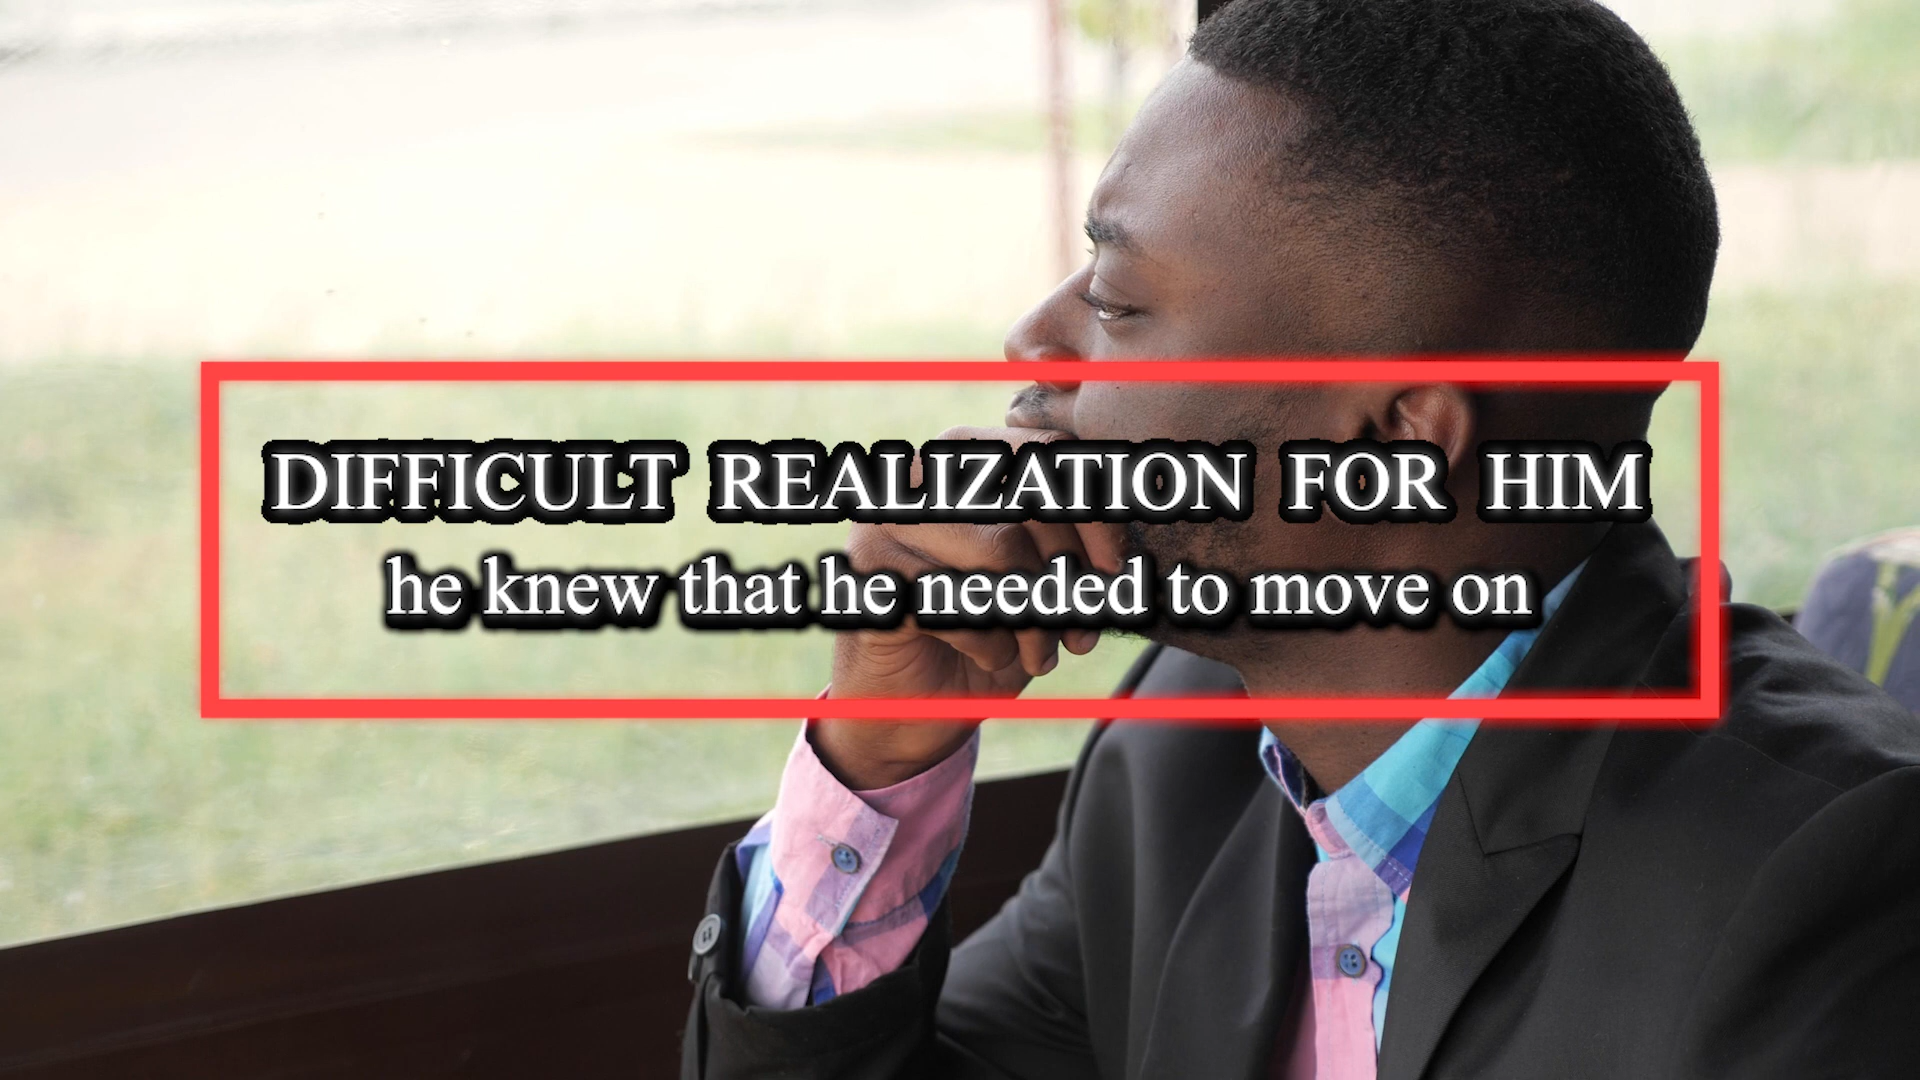 DIFFICULT REALIZATION FOR HIM
he knew that he needed to move on